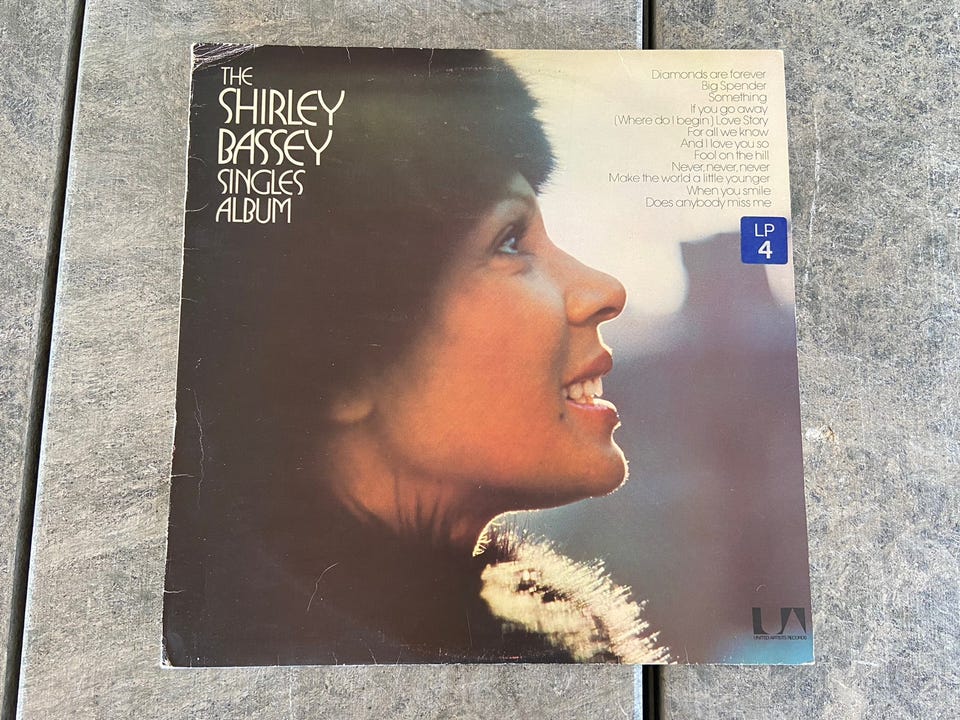 THE
SHIRLEY
BASSEY
SINGLES
ALBUM
Diamonds are forever
Big Spender
Something
If you go away
(Where do I begin) Love Story
For all we know
And I love you so
Fool on the hill
Never, never, never
Make the world a little younger
When you smile
Does anybody miss me
LP
4
UA
UNITED ARTISTS RECORDS